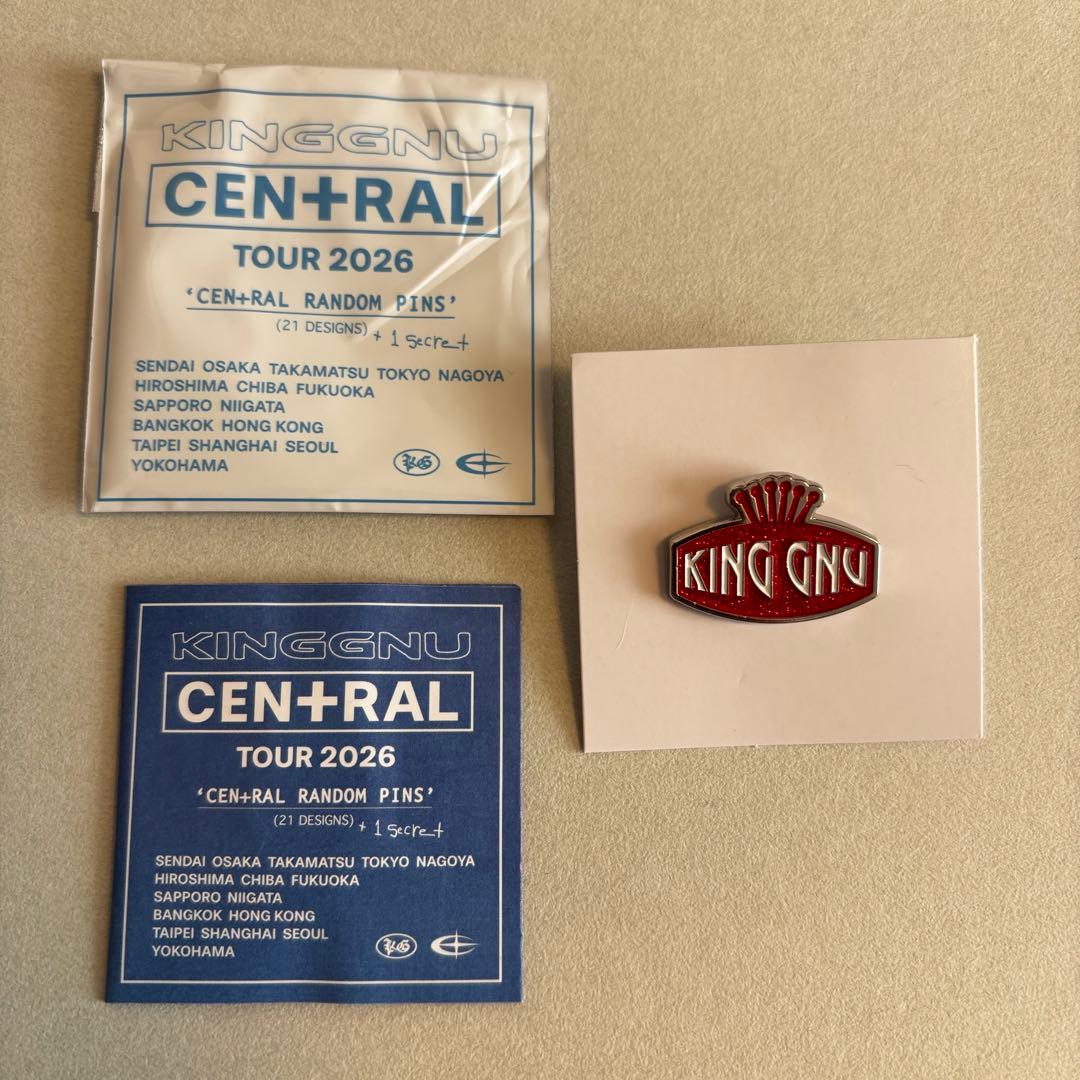 KINGGNU
CEN+RAL
TOUR 2026
‘CEN+RAL RANDOM PINS’
(21 DESIGNS) + 1 secret
SENDAI OSAKA TAKAMATSU TOKYO NAGOYA
HIROSHIMA CHIBA FUKUOKA
SAPPORO NIIGATA
BANGKOK HONG KONG
TAIPEI SHANGHAI SEOUL
YOKOHAMA
KG
KING GNU
KINGGNU
CEN+RAL
TOUR 2026
‘CEN+RAL RANDOM PINS’
(21 DESIGNS) + 1 secret
SENDAI OSAKA TAKAMATSU TOKYO NAGOYA
HIROSHIMA CHIBA FUKUOKA
SAPPORO NIIGATA
BANGKOK HONG KONG
TAIPEI SHANGHAI SEOUL
YOKOHAMA
KG